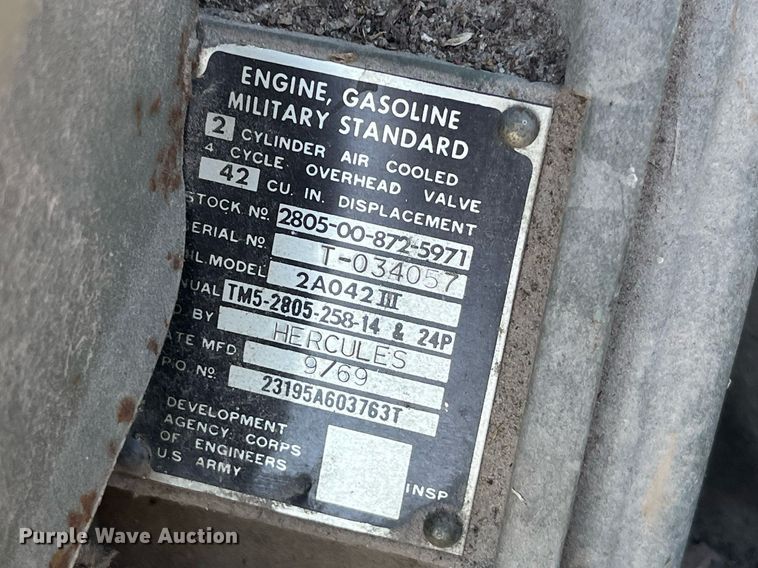 ENGINE, GASOLINE
MILITARY STANDARD
2 CYLINDER AIR COOLED
4 CYCLE OVERHEAD VALVE
42 CU. IN. DISPLACEMENT
STOCK NO. 2805-00-872-5971
ERIAL NO. T-034057
HL. MODEL 2A042 III
NUAL TM5-2805-258-14 & 24P
D. BY HERCULES
ATE MFD. 9/69
P.O. NO. 23195A603763T
DEVELOPMENT
AGENCY CORPS
OF ENGINEERS
U.S. ARMY
INSP
Purple Wave Auction